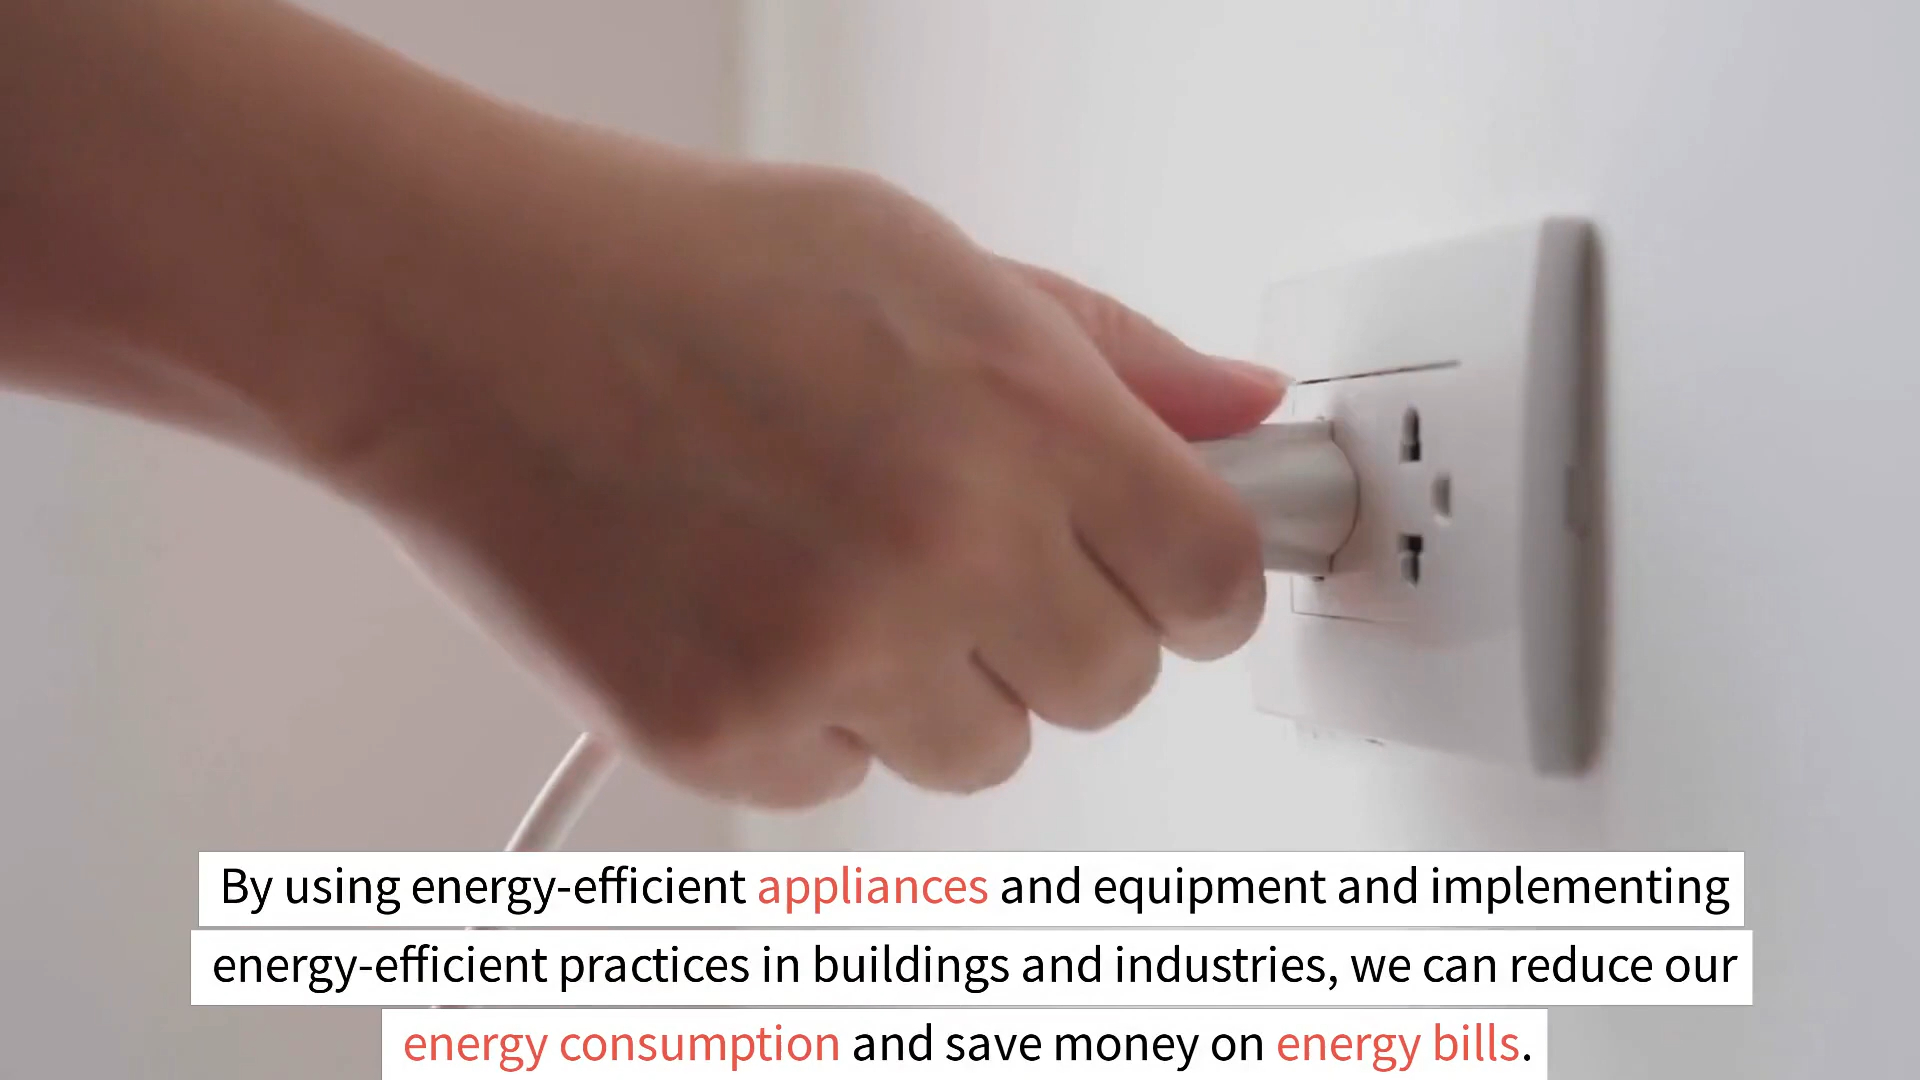 By using energy-efficient appliances and equipment and implementing
energy-efficient practices in buildings and industries, we can reduce our
energy consumption and save money on energy bills.